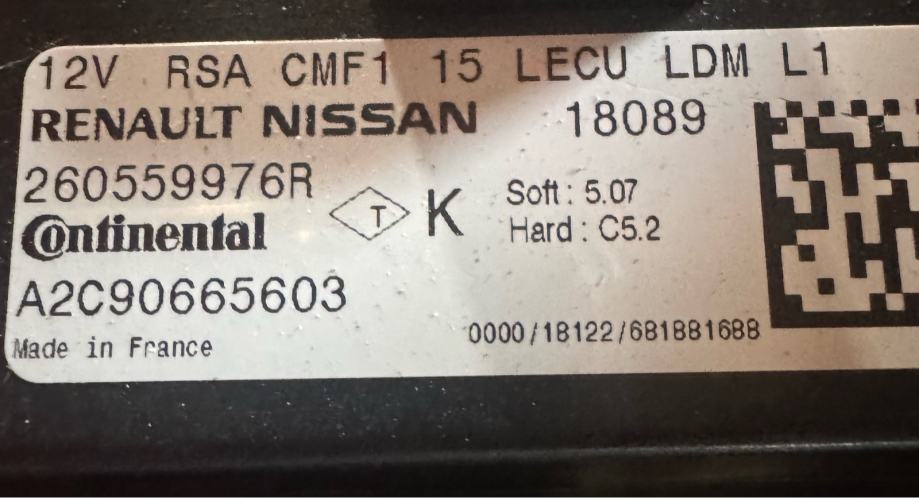 12V RSA CMF1 15 LECU LDM L1
RENAULT NISSAN 18089
260559976R
Continental
T K
Soft : 5.07
Hard : C5.2
A2C90665603
0000/18122/681881688
Made in France